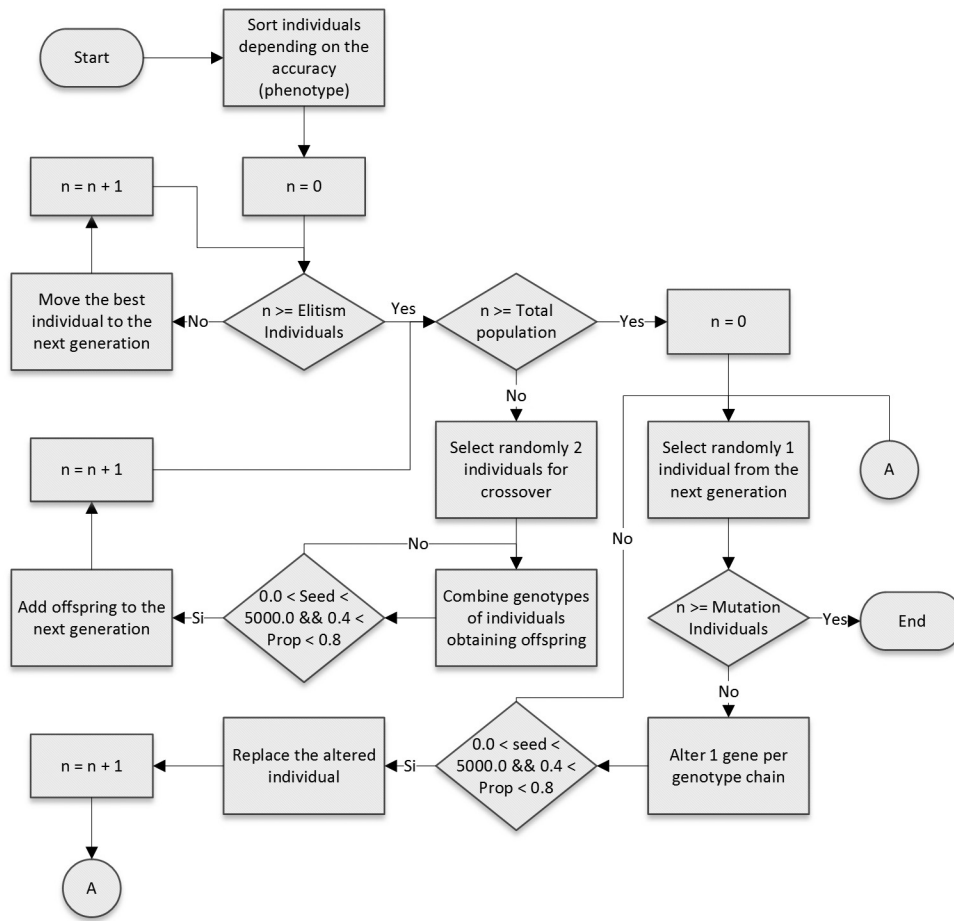 Start
Sort individuals
depending on the
accuracy
(phenotype)
n = n + 1
n = 0
Move the best
individual to the
next generation
No
n >= Elitism
Individuals
Yes
n >= Total
population
Yes
n = 0
No
n = n + 1
Select randomly 2
individuals for
crossover
Select randomly 1
individual from the
next generation
A
No
No
Add offspring to the
next generation
Si
0.0 < Seed <
5000.0 && 0.4 <
Prop < 0.8
Combine genotypes
of individuals
obtaining offspring
n >= Mutation
Individuals
Yes
End
No
n = n + 1
Replace the altered
individual
Si
0.0 < seed <
5000.0 && 0.4 <
Prop < 0.8
Alter 1 gene per
genotype chain
A